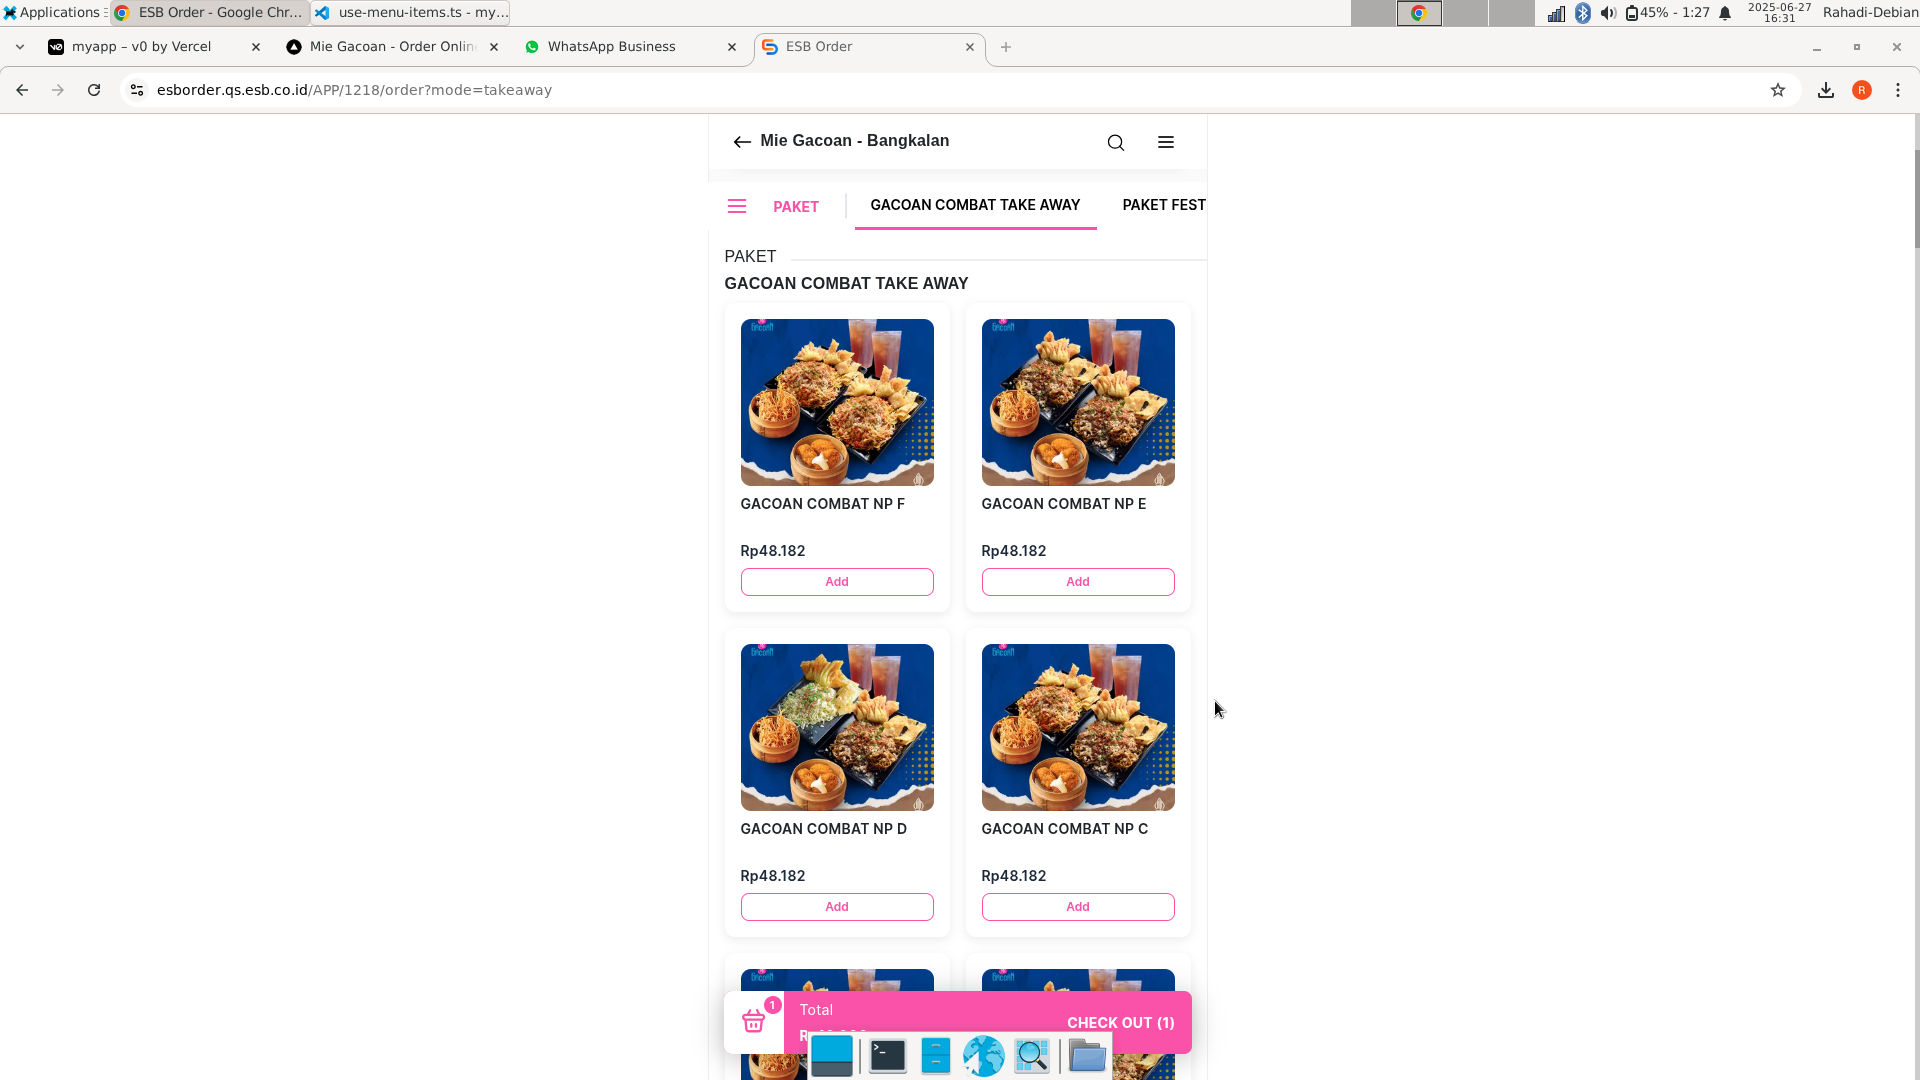 Applications
ESB Order - Google Chr...
use-menu-items.ts - my...
45% - 1:27
2025-06-27
16:31
Rahadi-Debian
myapp – v0 by Vercel
Mie Gacoan - Order Onlin
WhatsApp Business
ESB Order
esborder.qs.esb.co.id/APP/1218/order?mode=takeaway
R
Mie Gacoan - Bangkalan
PAKET
GACOAN COMBAT TAKE AWAY
PAKET FEST
PAKET
GACOAN COMBAT TAKE AWAY
GACOAN COMBAT NP F
GACOAN COMBAT NP E
Rp48.182
Rp48.182
Add
Add
GACOAN COMBAT NP D
GACOAN COMBAT NP C
Rp48.182
Rp48.182
Add
Add
1
Total
CHECK OUT (1)